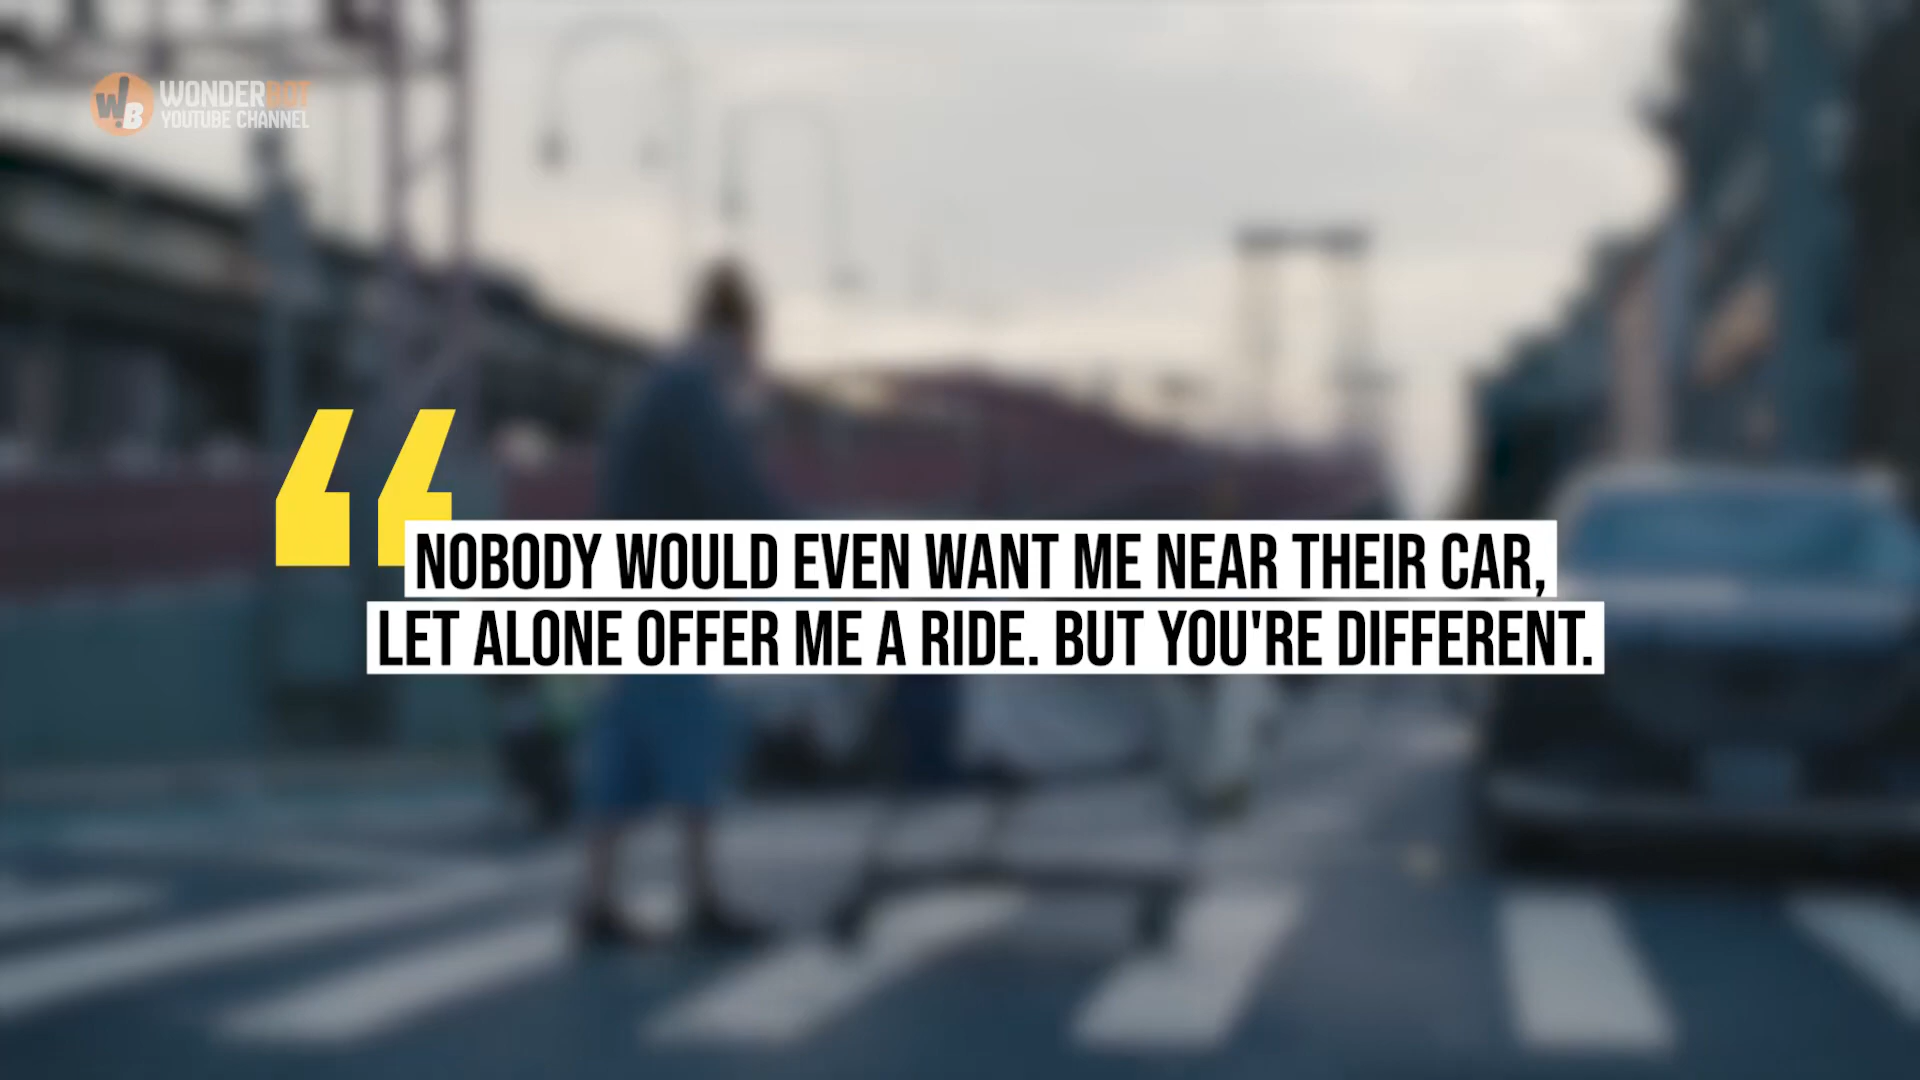 WONDERBOT
YOUTUBE CHANNEL
“NOBODY WOULD EVEN WANT ME NEAR THEIR CAR,
LET ALONE OFFER ME A RIDE. BUT YOU'RE DIFFERENT.